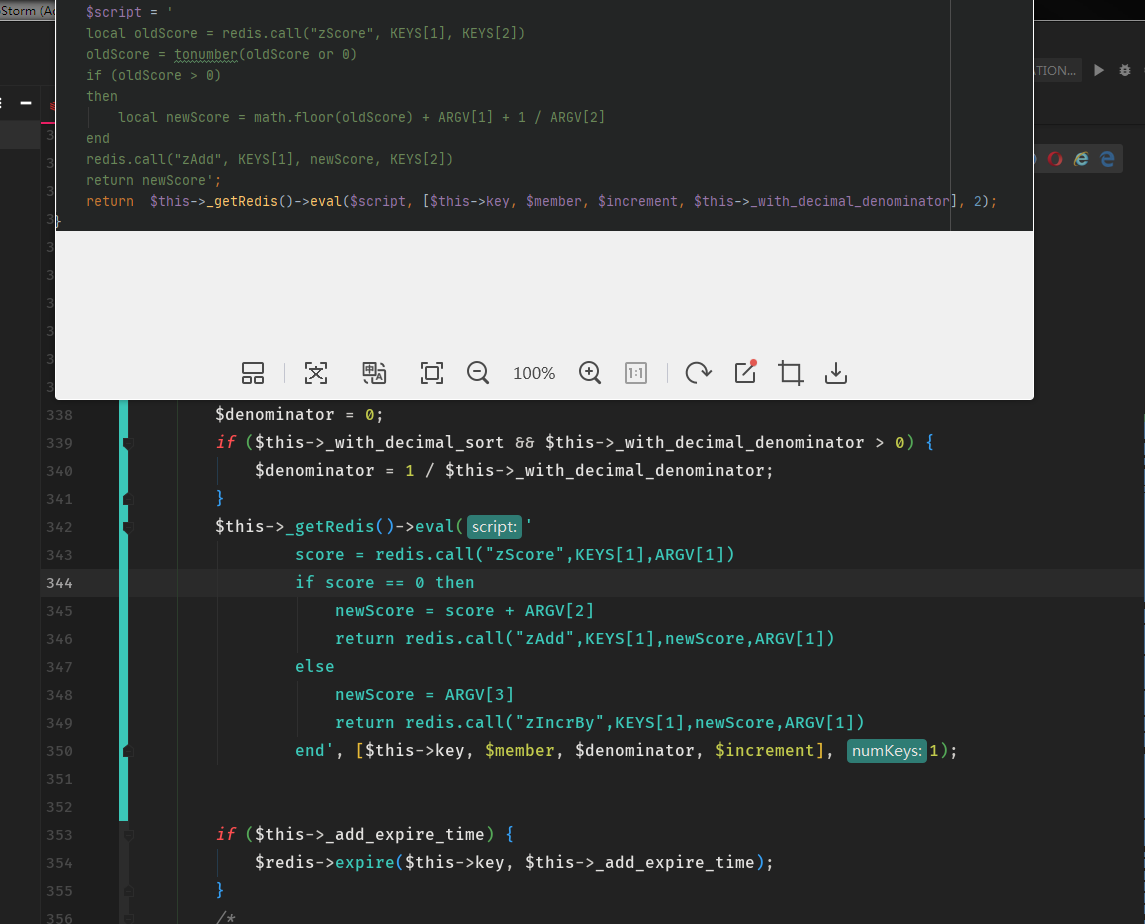 Storm (Ac
$script = '
local oldScore = redis.call("zScore", KEYS[1], KEYS[2])
oldScore = tonumber(oldScore or 0)
if (oldScore > 0)
then
local newScore = math.floor(oldScore) + ARGV[1] + 1 / ARGV[2]
end
redis.call("zAdd", KEYS[1], newScore, KEYS[2])
return newScore';
return $this->_getRedis()->eval($script, [$this->key, $member, $increment, $this->_with_decimal_denominator], 2);
}
TION...
100%
1:1
338 $denominator = 0;
339 if ($this->_with_decimal_sort && $this->_with_decimal_denominator > 0) {
340 $denominator = 1 / $this->_with_decimal_denominator;
341 }
342 $this->_getRedis()->eval( script: '
343 score = redis.call("zScore",KEYS[1],ARGV[1])
344 if score == 0 then
345 newScore = score + ARGV[2]
346 return redis.call("zAdd",KEYS[1],newScore,ARGV[1])
347 else
348 newScore = ARGV[3]
349 return redis.call("zIncrBy",KEYS[1],newScore,ARGV[1])
350 end', [$this->key, $member, $denominator, $increment], numKeys: 1);
351
352
353 if ($this->_add_expire_time) {
354 $redis->expire($this->key, $this->_add_expire_time);
355 }
356 /*